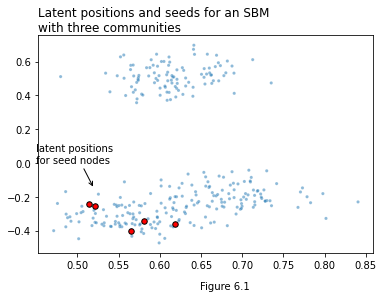 Latent positions and seeds for an SBM
with three communities
0.6
0.4
0.2
0.0
−0.2
−0.4
latent positions
for seed nodes
0.50 0.55 0.60 0.65 0.70 0.75 0.80 0.85
Figure 6.1